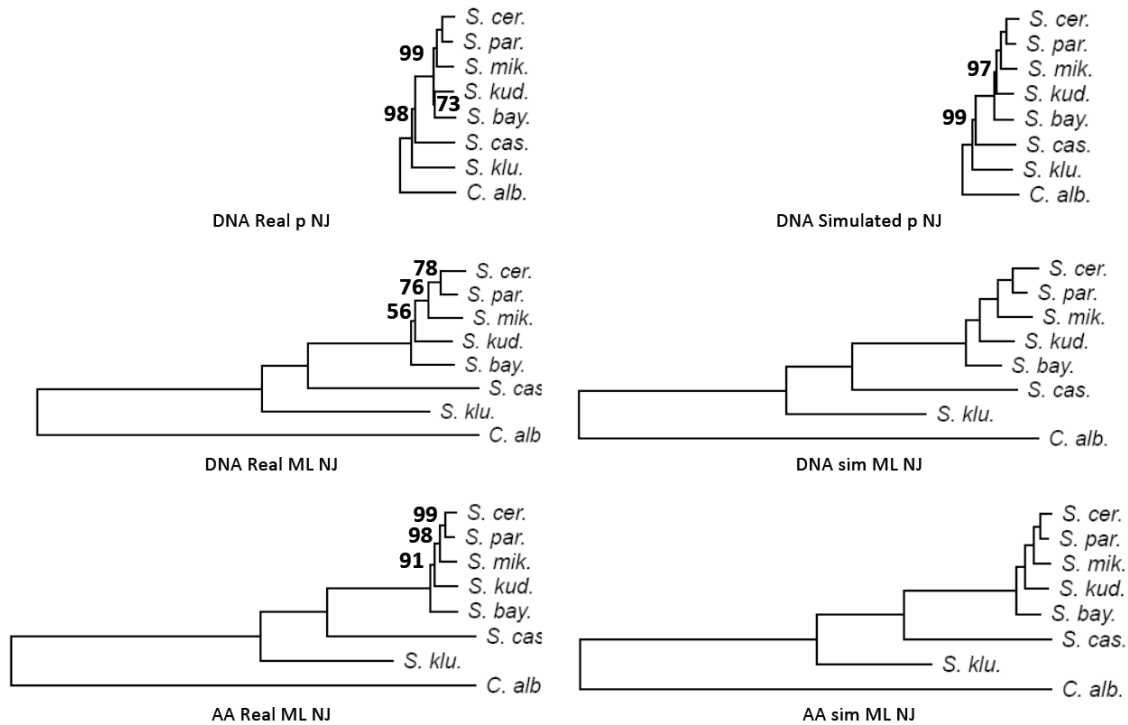 S. cer.
S. par.
99
S. mik.
S. kud.
73
98
S. bay.
S. cas.
S. klu.
C. alb.
DNA Real p NJ
S. cer.
S. par.
97
S. mik.
S. kud.
99
S. bay.
S. cas.
S. klu.
C. alb.
DNA Simulated p NJ
78
S. cer.
76
S. par.
56
S. mik.
S. kud.
S. bay.
S. cas
S. klu.
C. alb
DNA Real ML NJ
S. cer.
S. par.
S. mik.
S. kud.
S. bay.
S. cas.
S. klu.
C. alb.
DNA sim ML NJ
99
S. cer.
98
S. par.
91
S. mik.
S. kud.
S. bay.
S. cas
S. klu.
C. alb
AA Real ML NJ
S. cer.
S. par.
S. mik.
S. kud.
S. bay.
S. cas.
S. klu.
C. alb.
AA sim ML NJ